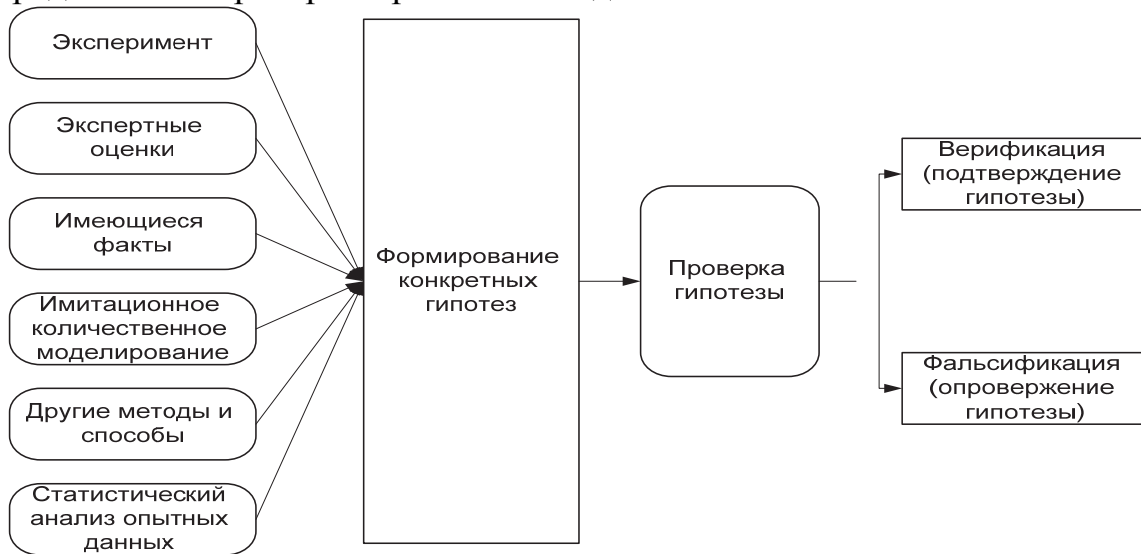 Эксперимент
Экспертные
оценки
Имеющиеся
факты
Имитационное
количественное
моделирование
Другие методы и
способы
Статистический
анализ опытных
данных
Формирование
конкретных
гипотез
Проверка
гипотезы
Верификация
(подтверждение
гипотезы)
Фальсификация
(опровержение
гипотезы)